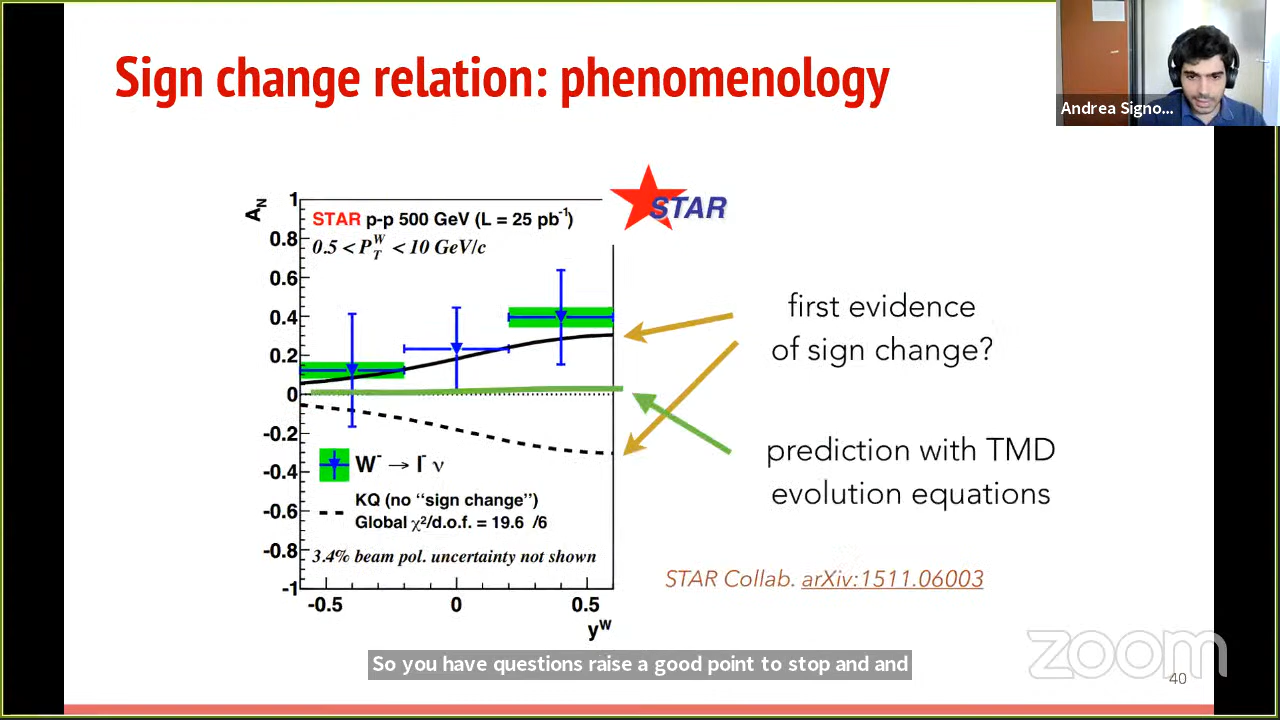 Sign change relation: phenomenology
Andrea Signo...
STAR
A_N
1
0.8
0.6
0.4
0.2
0
-0.2
-0.4
-0.6
-0.8
-1
STAR p-p 500 GeV (L = 25 pb⁻¹)
0.5 < P_T^W < 10 GeV/c
W⁻ → l⁻ ν
KQ (no “sign change”)
Global χ²/d.o.f. = 19.6 /6
3.4% beam pol. uncertainty not shown
-0.5
0
0.5
y^W
first evidence
of sign change?
prediction with TMD
evolution equations
STAR Collab. arXiv:1511.06003
So you have questions raise a good point to stop and and
zoom
40